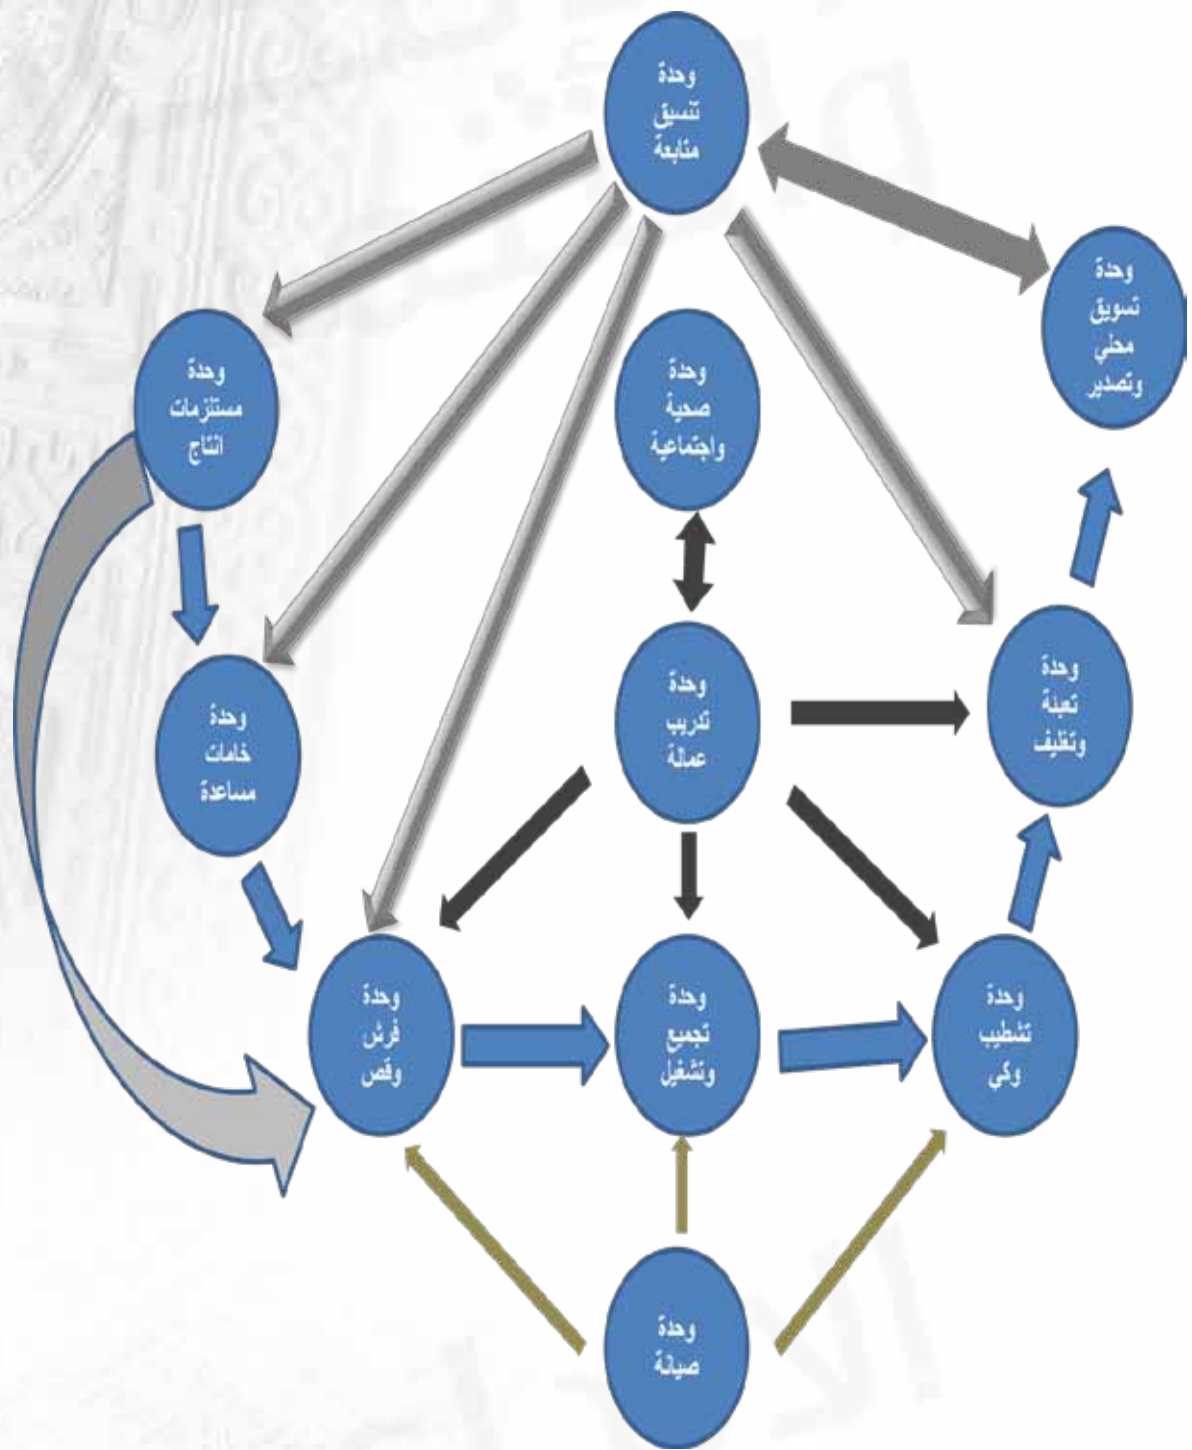 وحدة
تنسيق
متابعة
وحدة
تسويق
محلي
وتصدير
وحدة
صحية
واجتماعية
وحدة
مستلزمات
انتاج
وحدة
تعبئة
وتغليف
وحدة
تدريب
عمالة
وحدة
خامات
مساعدة
وحدة
تشطيب
وكي
وحدة
تجميع
وتشغيل
وحدة
فرش
وقص
وحدة
صيانة